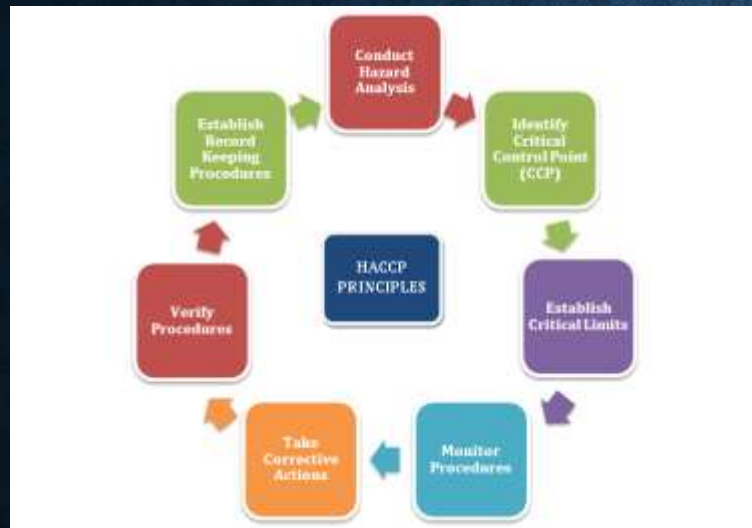 Conduct
Hazard
Analysis
Identify
Critical
Control Point
(CCP)
Establish
Critical Limits
Monitor
Procedures
Take
Corrective
Actions
Verify
Procedures
Establish
Record
Keeping
Procedures
HACCP
PRINCIPLES